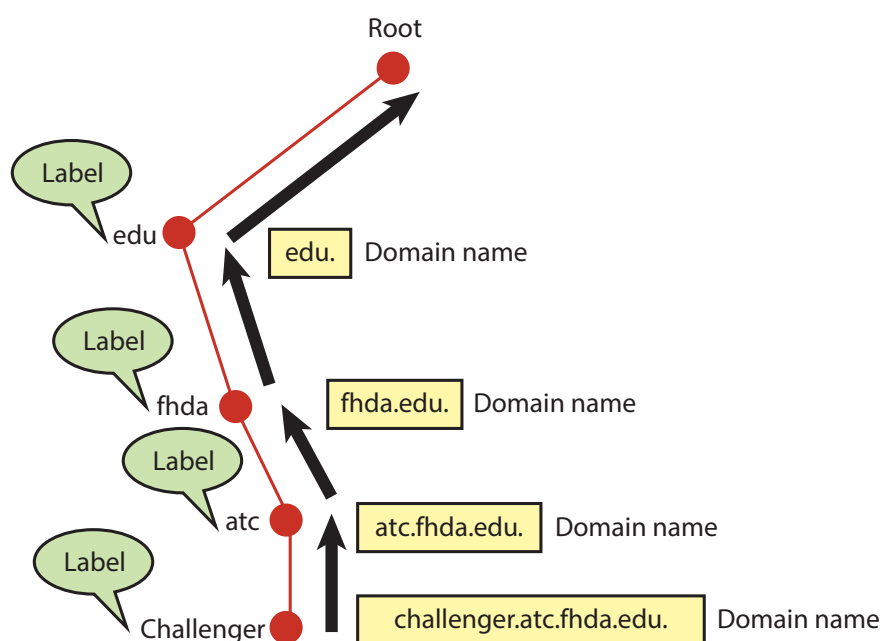 Root
Label
edu
edu. Domain name
Label
fhda
fhda.edu. Domain name
Label
atc
atc.fhda.edu. Domain name
Label
Challenger
challenger.atc.fhda.edu. Domain name